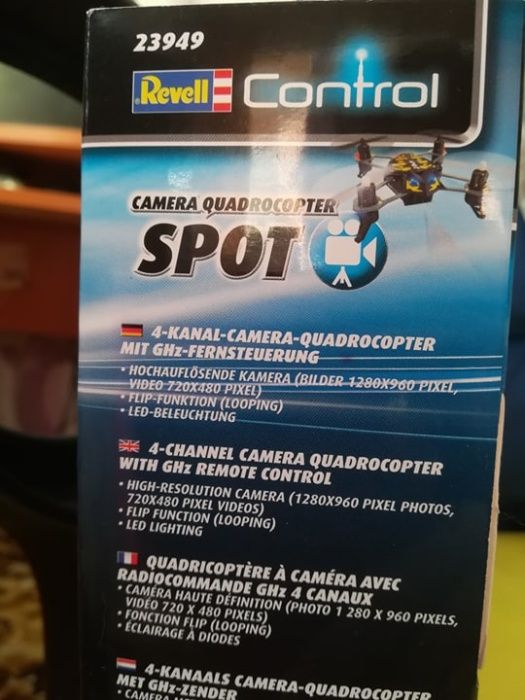 23949
Revell Control
CAMERA QUADROCOPTER
SPOT
4-KANAL-CAMERA-QUADROCOPTER
MIT GHz-FERNSTEUERUNG
• HOCHAUFLÖSENDE KAMERA (BILDER 1280X960 PIXEL,
VIDEO 720X480 PIXEL)
• FLIP-FUNKTION (LOOPING)
• LED-BELEUCHTUNG
4-CHANNEL CAMERA QUADROCOPTER
WITH GHz REMOTE CONTROL
• HIGH-RESOLUTION CAMERA (1280X960 PIXEL PHOTOS,
720X480 PIXEL VIDEOS)
• FLIP FUNCTION (LOOPING)
• LED LIGHTING
QUADRICOPTÈRE À CAMÉRA AVEC
RADIOCOMMANDE GHz 4 CANAUX
• CAMÉRA HAUTE DÉFINITION (PHOTO 1 280 X 960 PIXELS,
VIDÉO 720 X 480 PIXELS)
• FONCTION FLIP (LOOPING)
• ÉCLAIRAGE À DIODES
4-KANAALS CAMERA-QUADROCOPTER
MET GHz-ZENDER